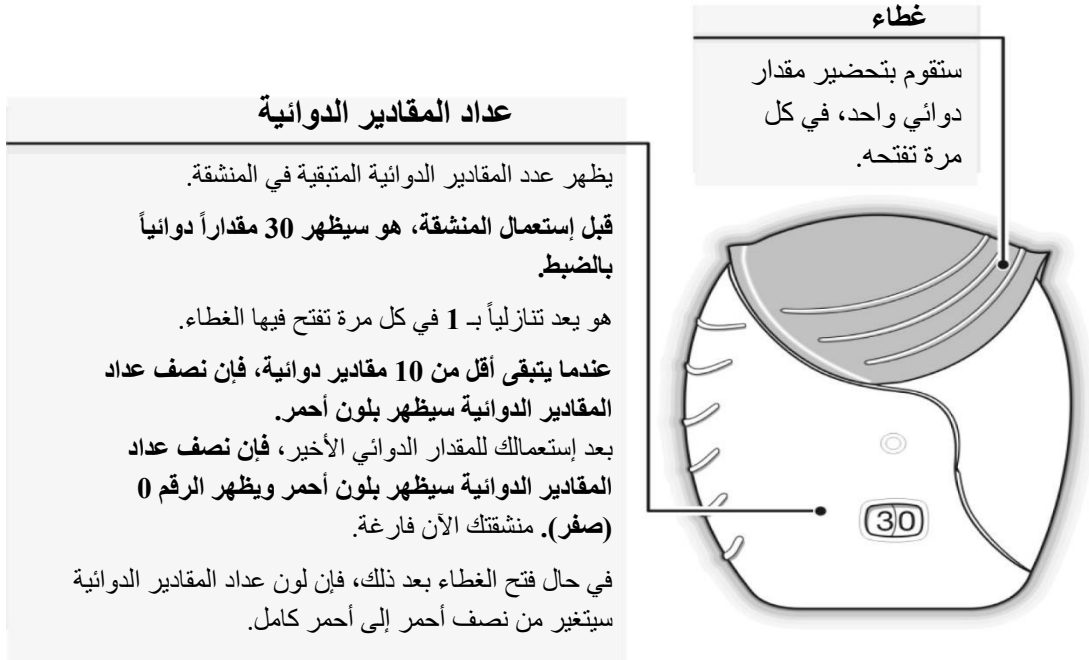 غطاء
ستقوم بتحضير مقدار
دوائي واحد، في كل
مرة تفتحه.
عداد المقادير الدوائية
يظهر عدد المقادير الدوائية المتبقية في المنشقة.
قبل إستعمال المنشقة، هو سيظهر 30 مقداراً دوائياً
بالضبط.
هو يعد تنازلياً بـ 1 في كل مرة تفتح فيها الغطاء.
عندما يتبقى أقل من 10 مقادير دوائية، فإن نصف عداد
المقادير الدوائية سيظهر بلون أحمر.
بعد إستعمالك للمقدار الدوائي الأخير، فإن نصف عداد
المقادير الدوائية سيظهر بلون أحمر ويظهر الرقم 0
(صفر). منشقتك الآن فارغة.
في حال فتح الغطاء بعد ذلك، فإن لون عداد المقادير الدوائية
سيتغير من نصف أحمر إلى أحمر كامل.
30